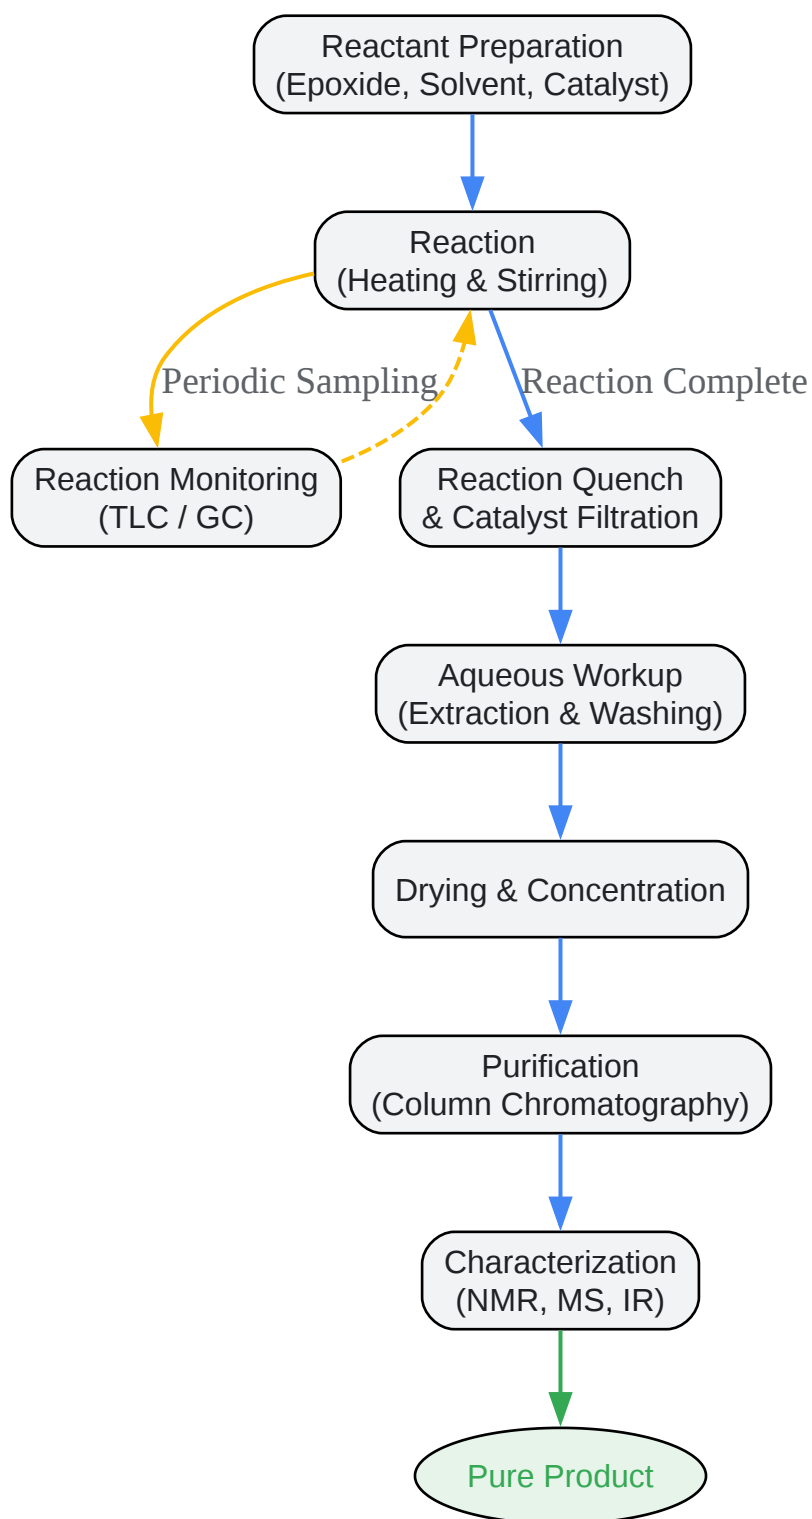 Reactant Preparation
(Epoxide, Solvent, Catalyst)
Reaction
(Heating & Stirring)
Periodic Sampling
Reaction Complete
Reaction Monitoring
(TLC / GC)
Reaction Quench
& Catalyst Filtration
Aqueous Workup
(Extraction & Washing)
Drying & Concentration
Purification
(Column Chromatography)
Characterization
(NMR, MS, IR)
Pure Product